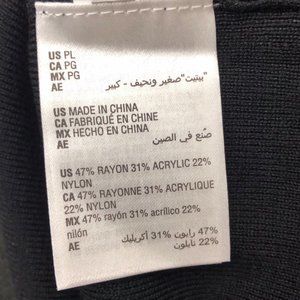 US PL
CA PG
MX PG
AE "بيتيت" صغير ونحيف - كبير
US MADE IN CHINA
CA FABRIQUÉ EN CHINE
MX HECHO EN CHINA
AE صُنع في الصين
US 47% RAYON 31% ACRYLIC 22%
NYLON
CA 47% RAYONNE 31% ACRYLIQUE
22% NYLON
MX 47% rayón 31% acrílico 22%
nilón
AE 47% رايون 31% أكريليك
22% نايلون